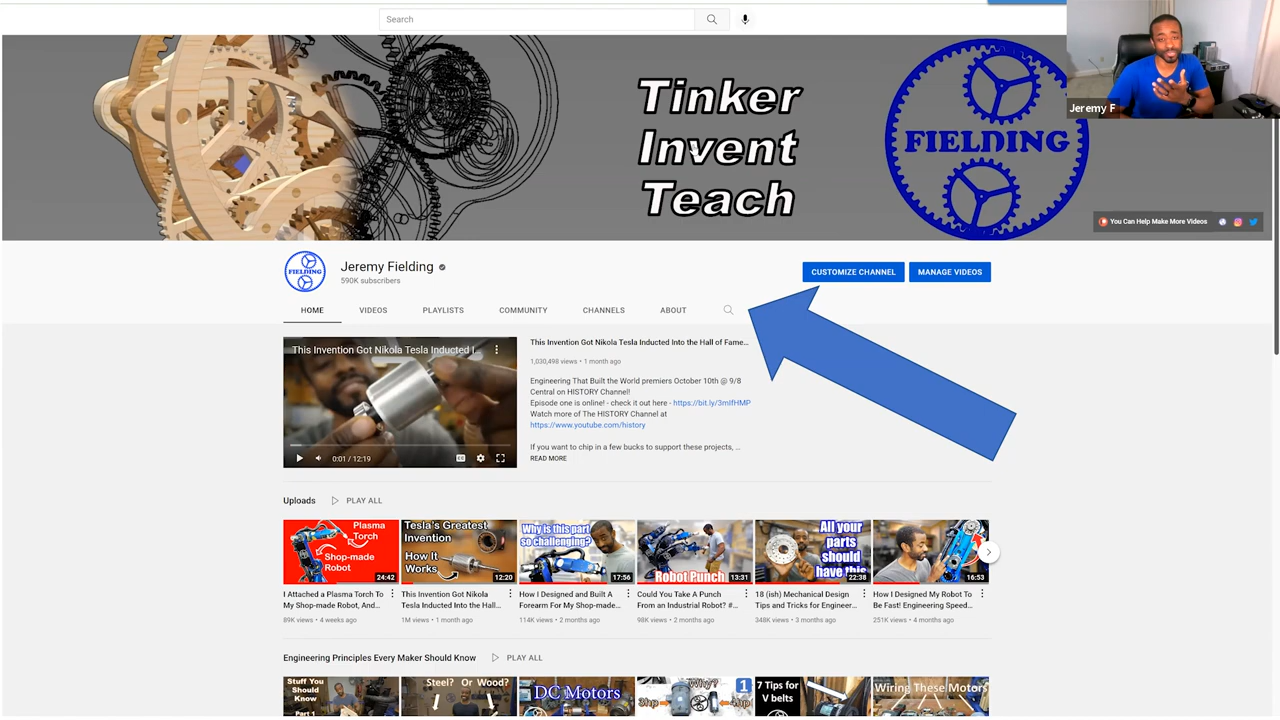 Search
Tinker
Invent
Teach
FIELDING
Jeremy F
You Can Help Make More Videos
FIELDING
Jeremy Fielding
590K subscribers
CUSTOMIZE CHANNEL
MANAGE VIDEOS
HOME
VIDEOS
PLAYLISTS
COMMUNITY
CHANNELS
ABOUT
This Invention Got Nikola Tesla Inducted I...
0:01 / 12:19
This Invention Got Nikola Tesla Inducted Into the Hall of Fame...
1,030,498 views • 1 month ago
Engineering That Built the World premiers October 10th @ 9/8
Central on HISTORY Channel!
Episode one is online! - check it out here - https://bit.ly/3mlfHMP
Watch more of The HISTORY Channel at
https://www.youtube.com/history
If you want to chip in a few bucks to support these projects, ...
READ MORE
Uploads
PLAY ALL
Plasma
Torch
Shop-made
Robot
24:42
Tesla's Greatest
Invention
How It
Works
12:20
Why is this part
so challenging?
17:56
Robot Punch
13:31
All your
parts
should
have this
22:38
16:53
I Attached a Plasma Torch To
My Shop-made Robot, And...
89K views • 4 weeks ago
This Invention Got Nikola
Tesla Inducted Into the Hall...
1M views • 1 month ago
How I Designed and Built A
Forearm For My Shop-made...
114K views • 2 months ago
Could You Take A Punch
From an Industrial Robot? #...
98K views • 2 months ago
18 (ish) Mechanical Design
Tips and Tricks for Engineer...
348K views • 3 months ago
How I Designed My Robot To
Be Fast! Engineering Speed...
251K views • 4 months ago
Engineering Principles Every Maker Should Know
PLAY ALL
Stuff You
Should
Know
Part 1
Steel? Or Wood?
DC Motors
Why?
1
3hp
4hp
7 Tips for
V belts
Wiring These Motors